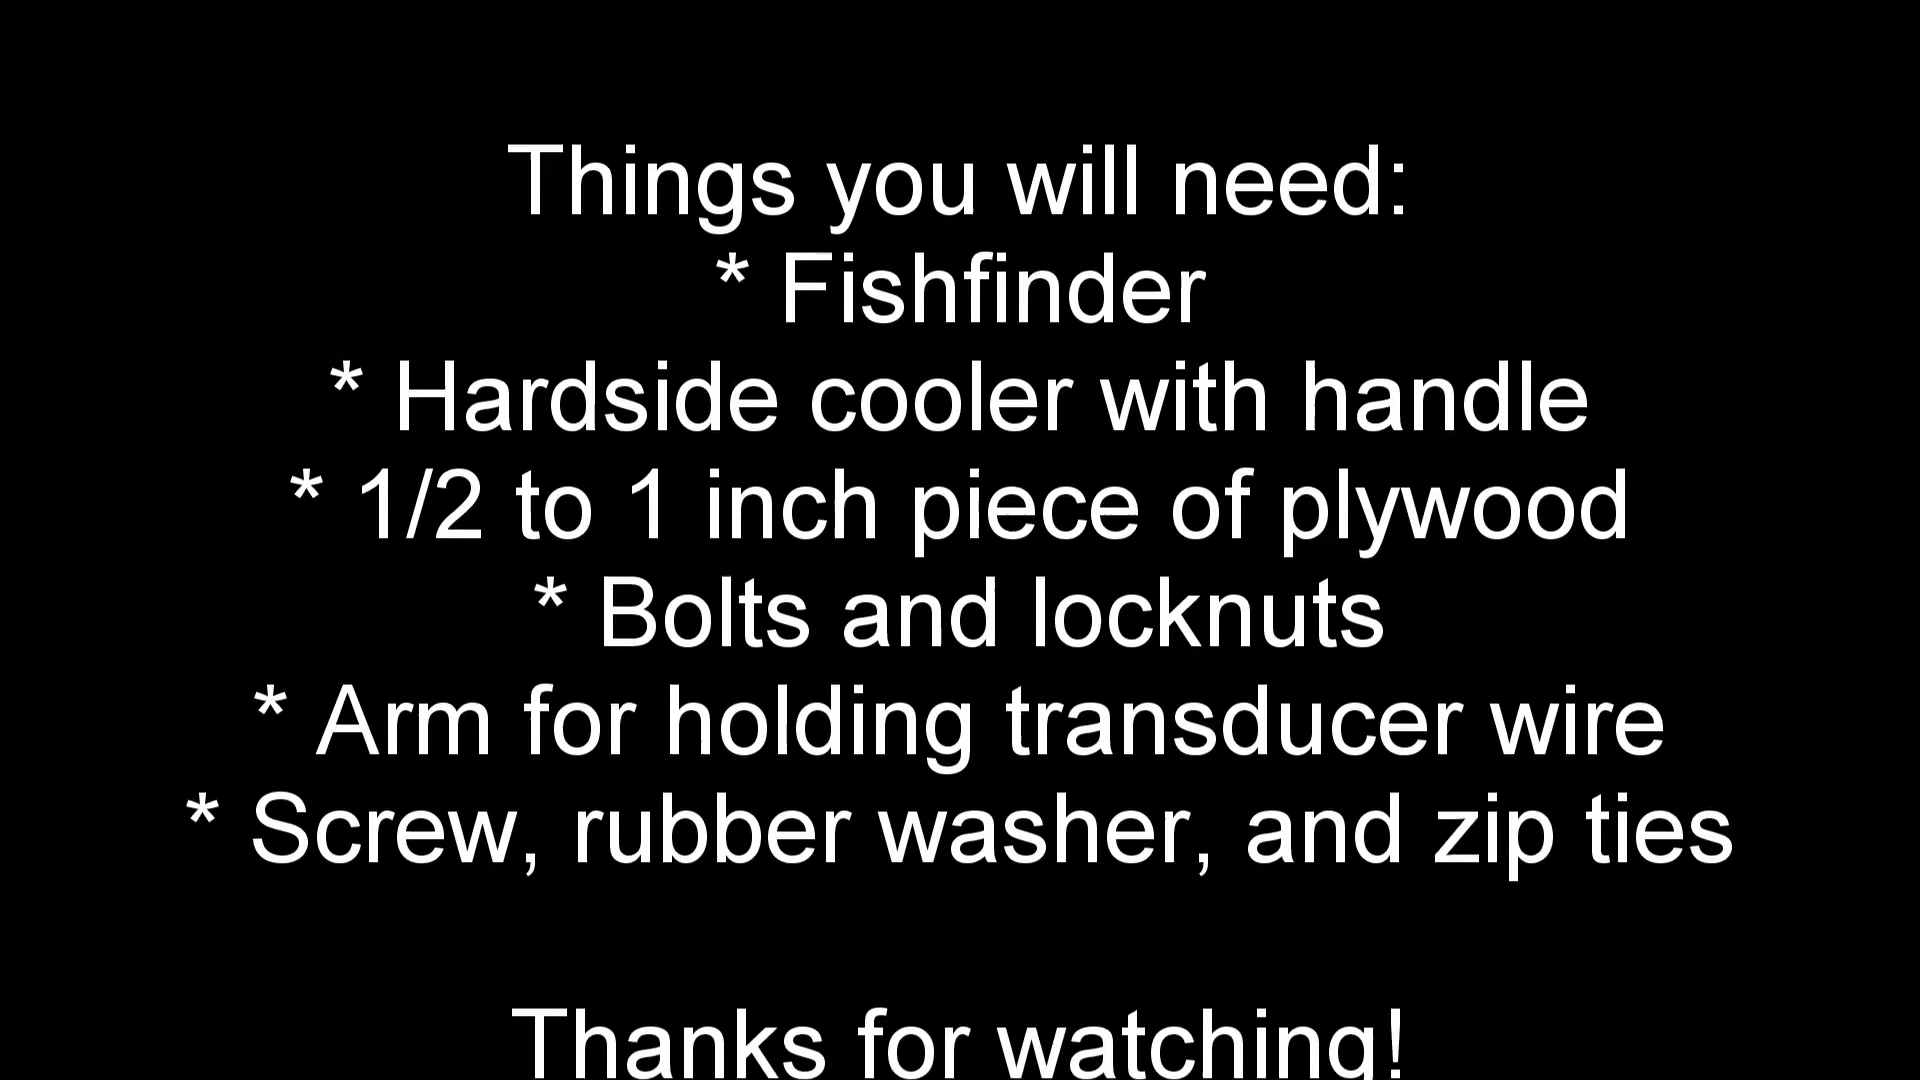 Things you will need:
* Fishfinder
* Hardside cooler with handle
* 1/2 to 1 inch piece of plywood
* Bolts and locknuts
* Arm for holding transducer wire
* Screw, rubber washer, and zip ties
Thanks for watching!